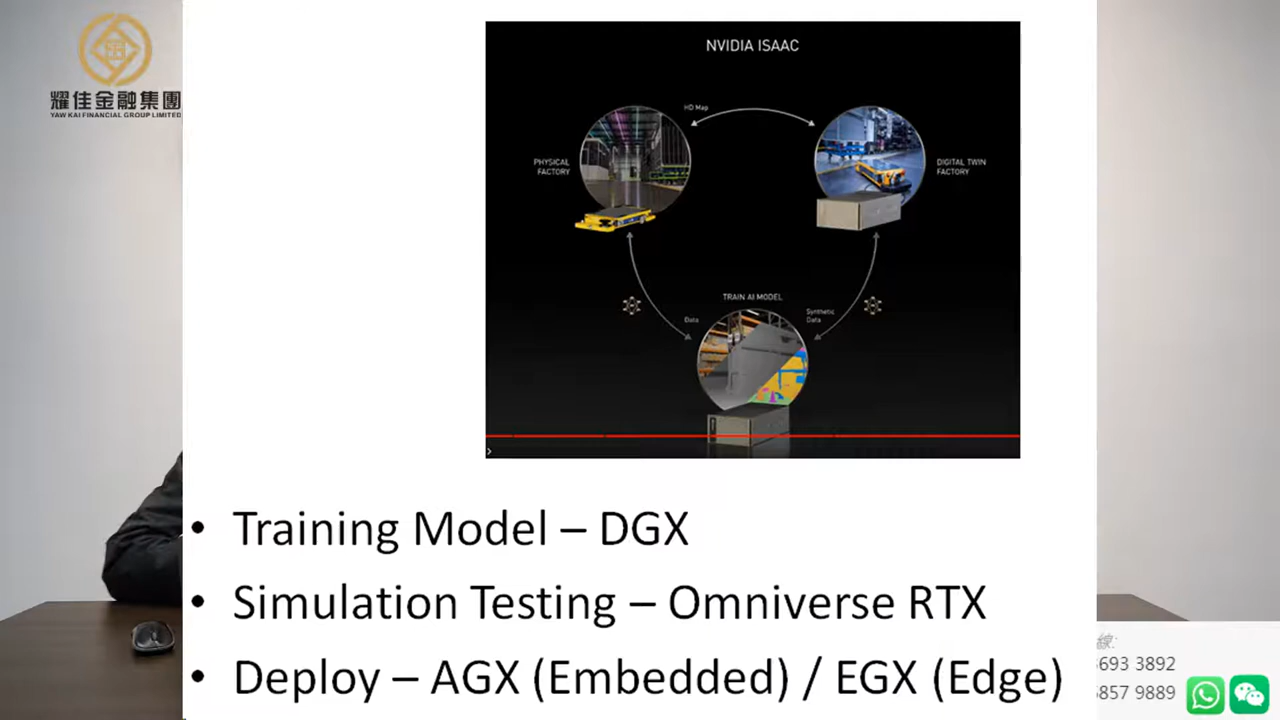 耀佳金融集團
YAW KAI FINANCIAL GROUP LIMITED
NVIDIA ISAAC
HD Map
PHYSICAL
FACTORY
DIGITAL TWIN
FACTORY
TRAIN AI MODEL
Data
Synthetic
Data
• Training Model – DGX
• Simulation Testing – Omniverse RTX
• Deploy – AGX (Embedded) / EGX (Edge)
線:
693 3892
857 9889